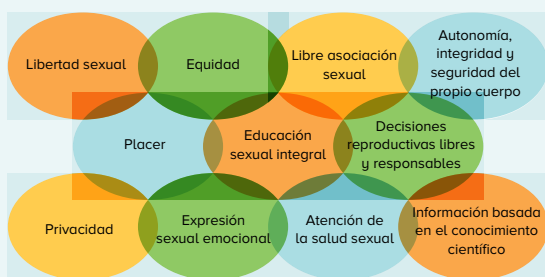 Libertad sexual
Equidad
Libre asociación
sexual
Autonomía,
integridad y
seguridad del
propio cuerpo
Placer
Educación
sexual integral
Decisiones
reproductivas libres
y responsables
Privacidad
Expresión
sexual emocional
Atención de
la salud sexual
Información basada
en el conocimiento
científico